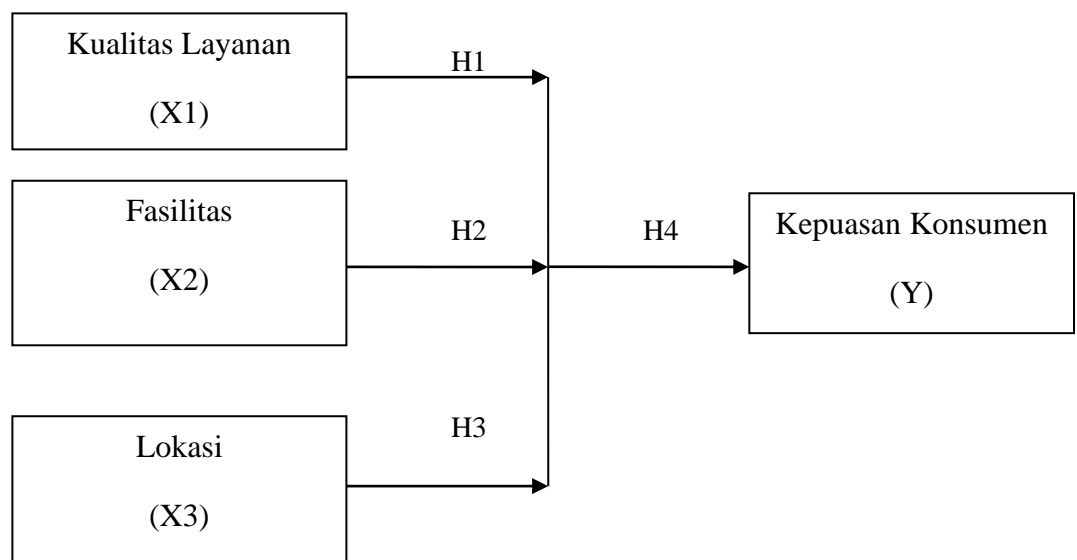 Kualitas Layanan
(X1)
H1
Fasilitas
(X2)
H2
H4
Kepuasan Konsumen
(Y)
Lokasi
(X3)
H3